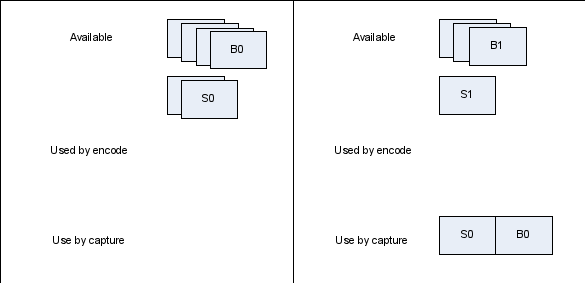 Available
B0
S0
Used by encode
Use by capture
Available
B1
S1
Used by encode
Use by capture
S0 B0